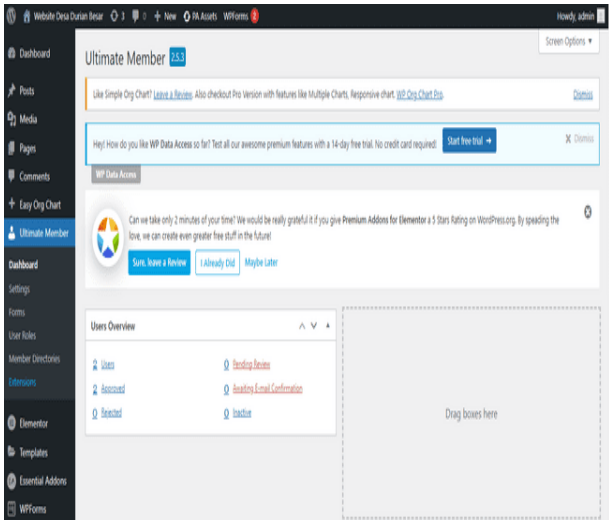 Website Desa Durian Besar 3 0 + New PA Assets WPForms 2 Howdy, admin
Screen Options ▼
Dashboard
Posts
Media
Pages
Comments
Easy Org Chart
Ultimate Member
Dashboard
Settings
Forms
User Roles
Member Directories
Extensions
Elementor
Templates
Essential Addons
WPForms
Ultimate Member 2.5.3
Like Simple Org Chart? Leave a Review. Also checkout Pro Version with features like Multiple Charts, Responsive chart. WP Org Chart Pro. Dismiss
Hey! How do you like WP Data Access so far? Test all our awesome premium features with a 14-day free trial. No credit card required! Start free trial → X Dismiss
WP Data Access
Can we take only 2 minutes of your time? We would be really grateful it if you give Premium Addons for Elementor a 5 Stars Rating on WordPress.org. By speading the
love, we can create even greater free stuff in the future!
Sure, leave a Review I Already Did Maybe Later
Users Overview
2 Users 0 Pending Review
2 Approved 0 Awaiting E-mail Confirmation
0 Rejected 0 Inactive
Drag boxes here